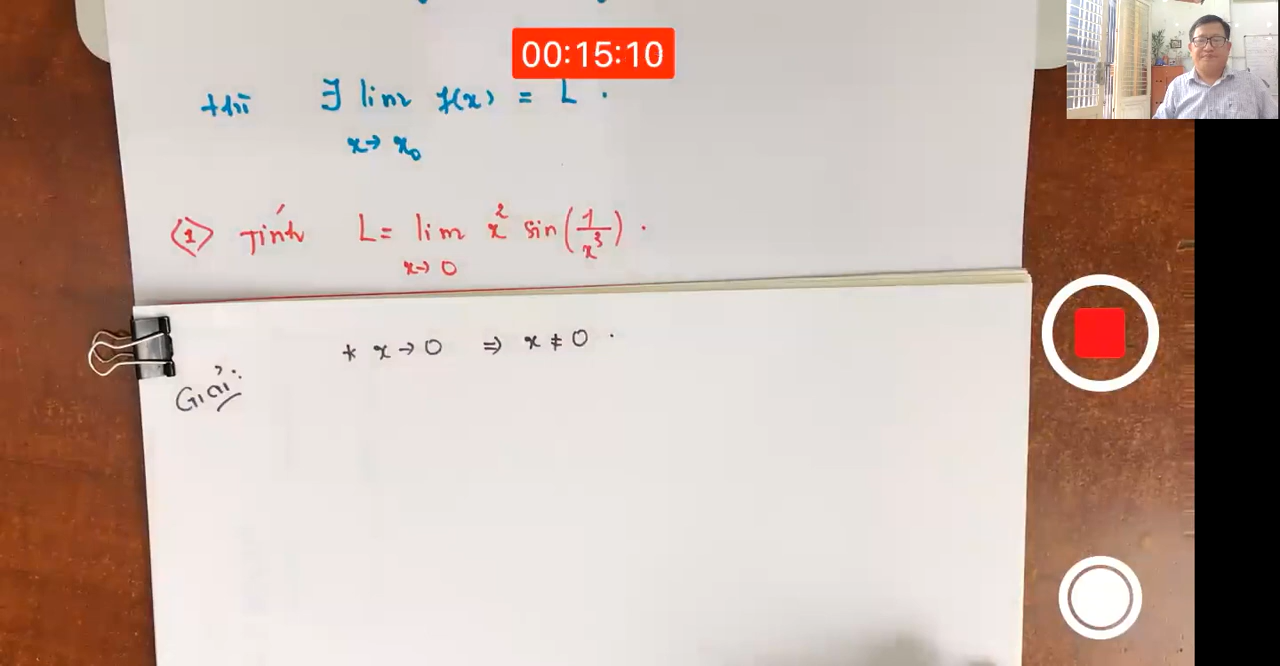 00:15:10
thì ∃ lim f(x) = L .
x→ x₀
<1> Tính L = lim x² sin(1/x³) .
x→ 0
* x → 0 ⇒ x ≠ 0 .
Giải: